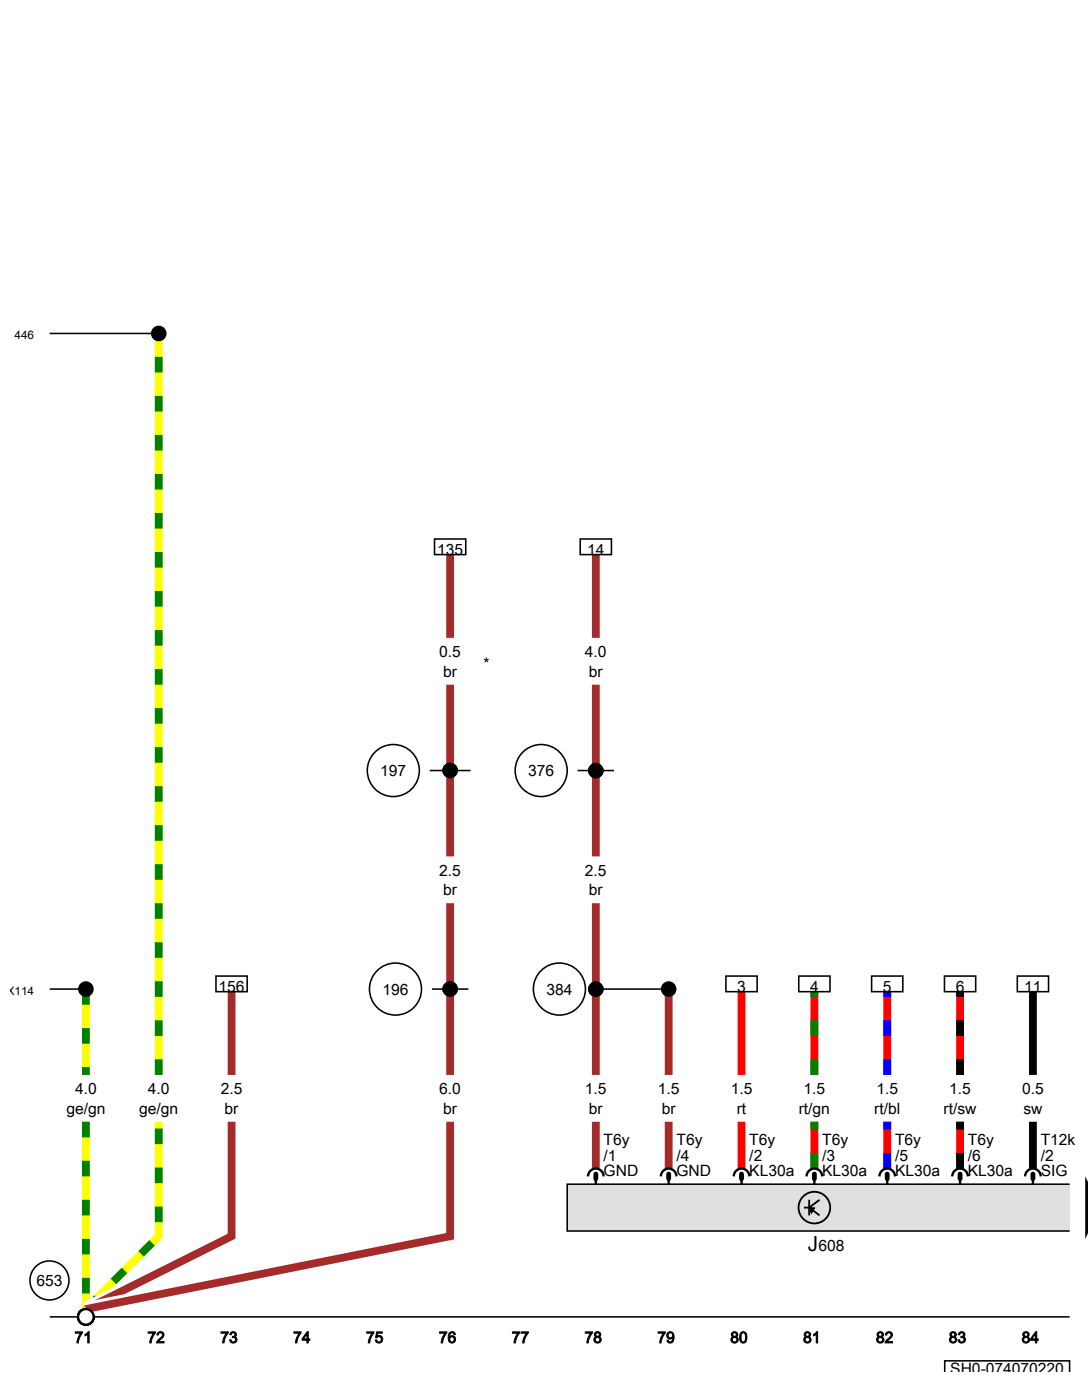 446
135
14
0.5
br
*
4.0
br
197
376
2.5
br
2.5
br
114
156
196
384
3
4
5
6
11
4.0
ge/gn
4.0
ge/gn
2.5
br
6.0
br
1.5
br
1.5
br
1.5
rt
1.5
rt/gn
1.5
rt/bl
1.5
rt/sw
0.5
sw
T6y
/1
GND
T6y
/4
GND
T6y
/2
KL30a
T6y
/3
KL30a
T6y
/5
KL30a
T6y
/6
KL30a
T12k
/2
SIG
J608
653
71 72 73 74 75 76 77 78 79 80 81 82 83 84
SH0-074070220